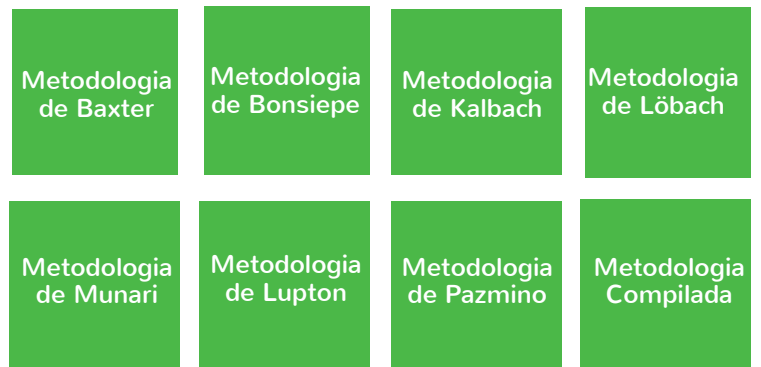 Metodologia
de Baxter
Metodologia
de Bonsiepe
Metodologia
de Kalbach
Metodologia
de Löbach
Metodologia
de Munari
Metodologia
de Lupton
Metodologia
de Pazmino
Metodologia
Compilada